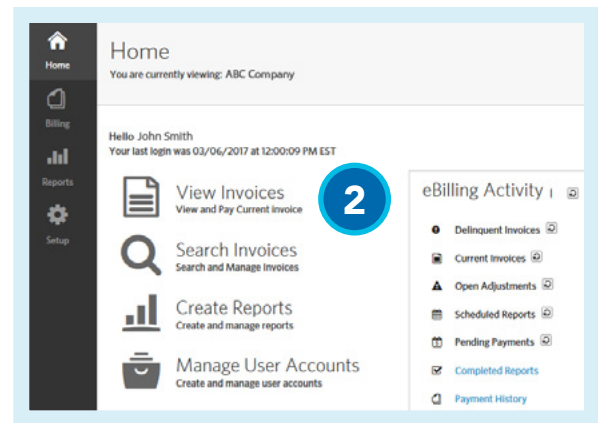 Home
Billing
Reports
Setup
Home
You are currently viewing: ABC Company
Hello John Smith
Your last login was 03/06/2017 at 12:00:09 PM EST
View Invoices
View and Pay Current invoice
2
Search Invoices
Search and Manage Invoices
Create Reports
Create and manage reports
Manage User Accounts
Create and manage user accounts
eBilling Activity |
Delinquent Invoices
Current Invoices
Open Adjustments
Scheduled Reports
Pending Payments
Completed Reports
Payment History